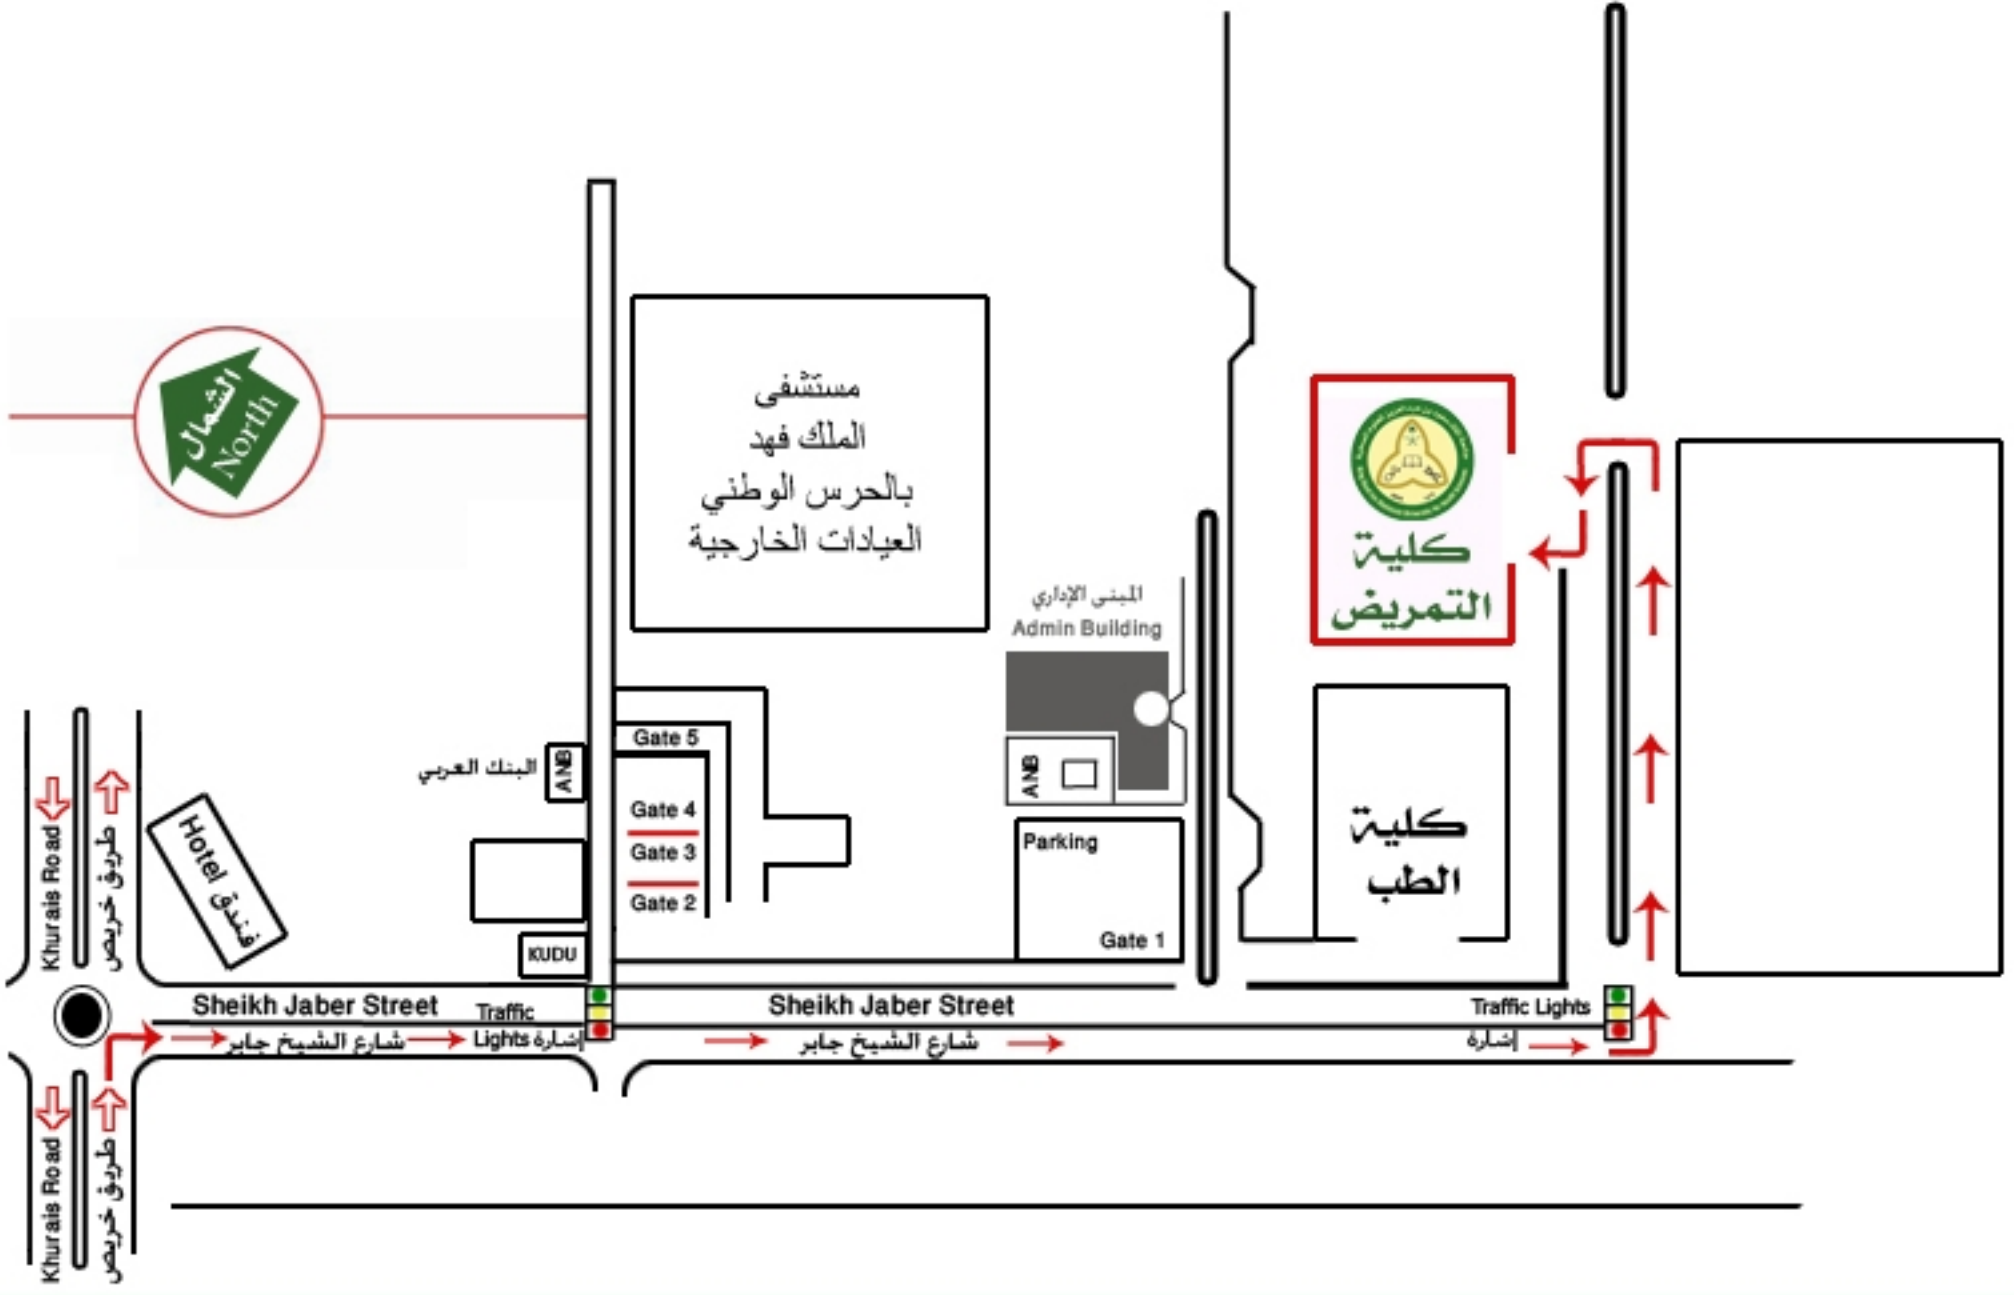 الشمال
North
مستشفى
الملك فهد
بالحرس الوطني
العيادات الخارجية
كلية
التمريض
المبنى الإداري
Admin Building
ANB
Parking
Gate 1
كلية
الطب
Gate 5
Gate 4
Gate 3
Gate 2
البنك العربي
ANB
KUDU
Hotel فندق
Khurais Road
طريق خريص
Sheikh Jaber Street
شارع الشيخ جابر
Traffic
Lights إشارة
Sheikh Jaber Street
شارع الشيخ جابر
Traffic Lights
إشارة
Khurais Road
طريق خريص